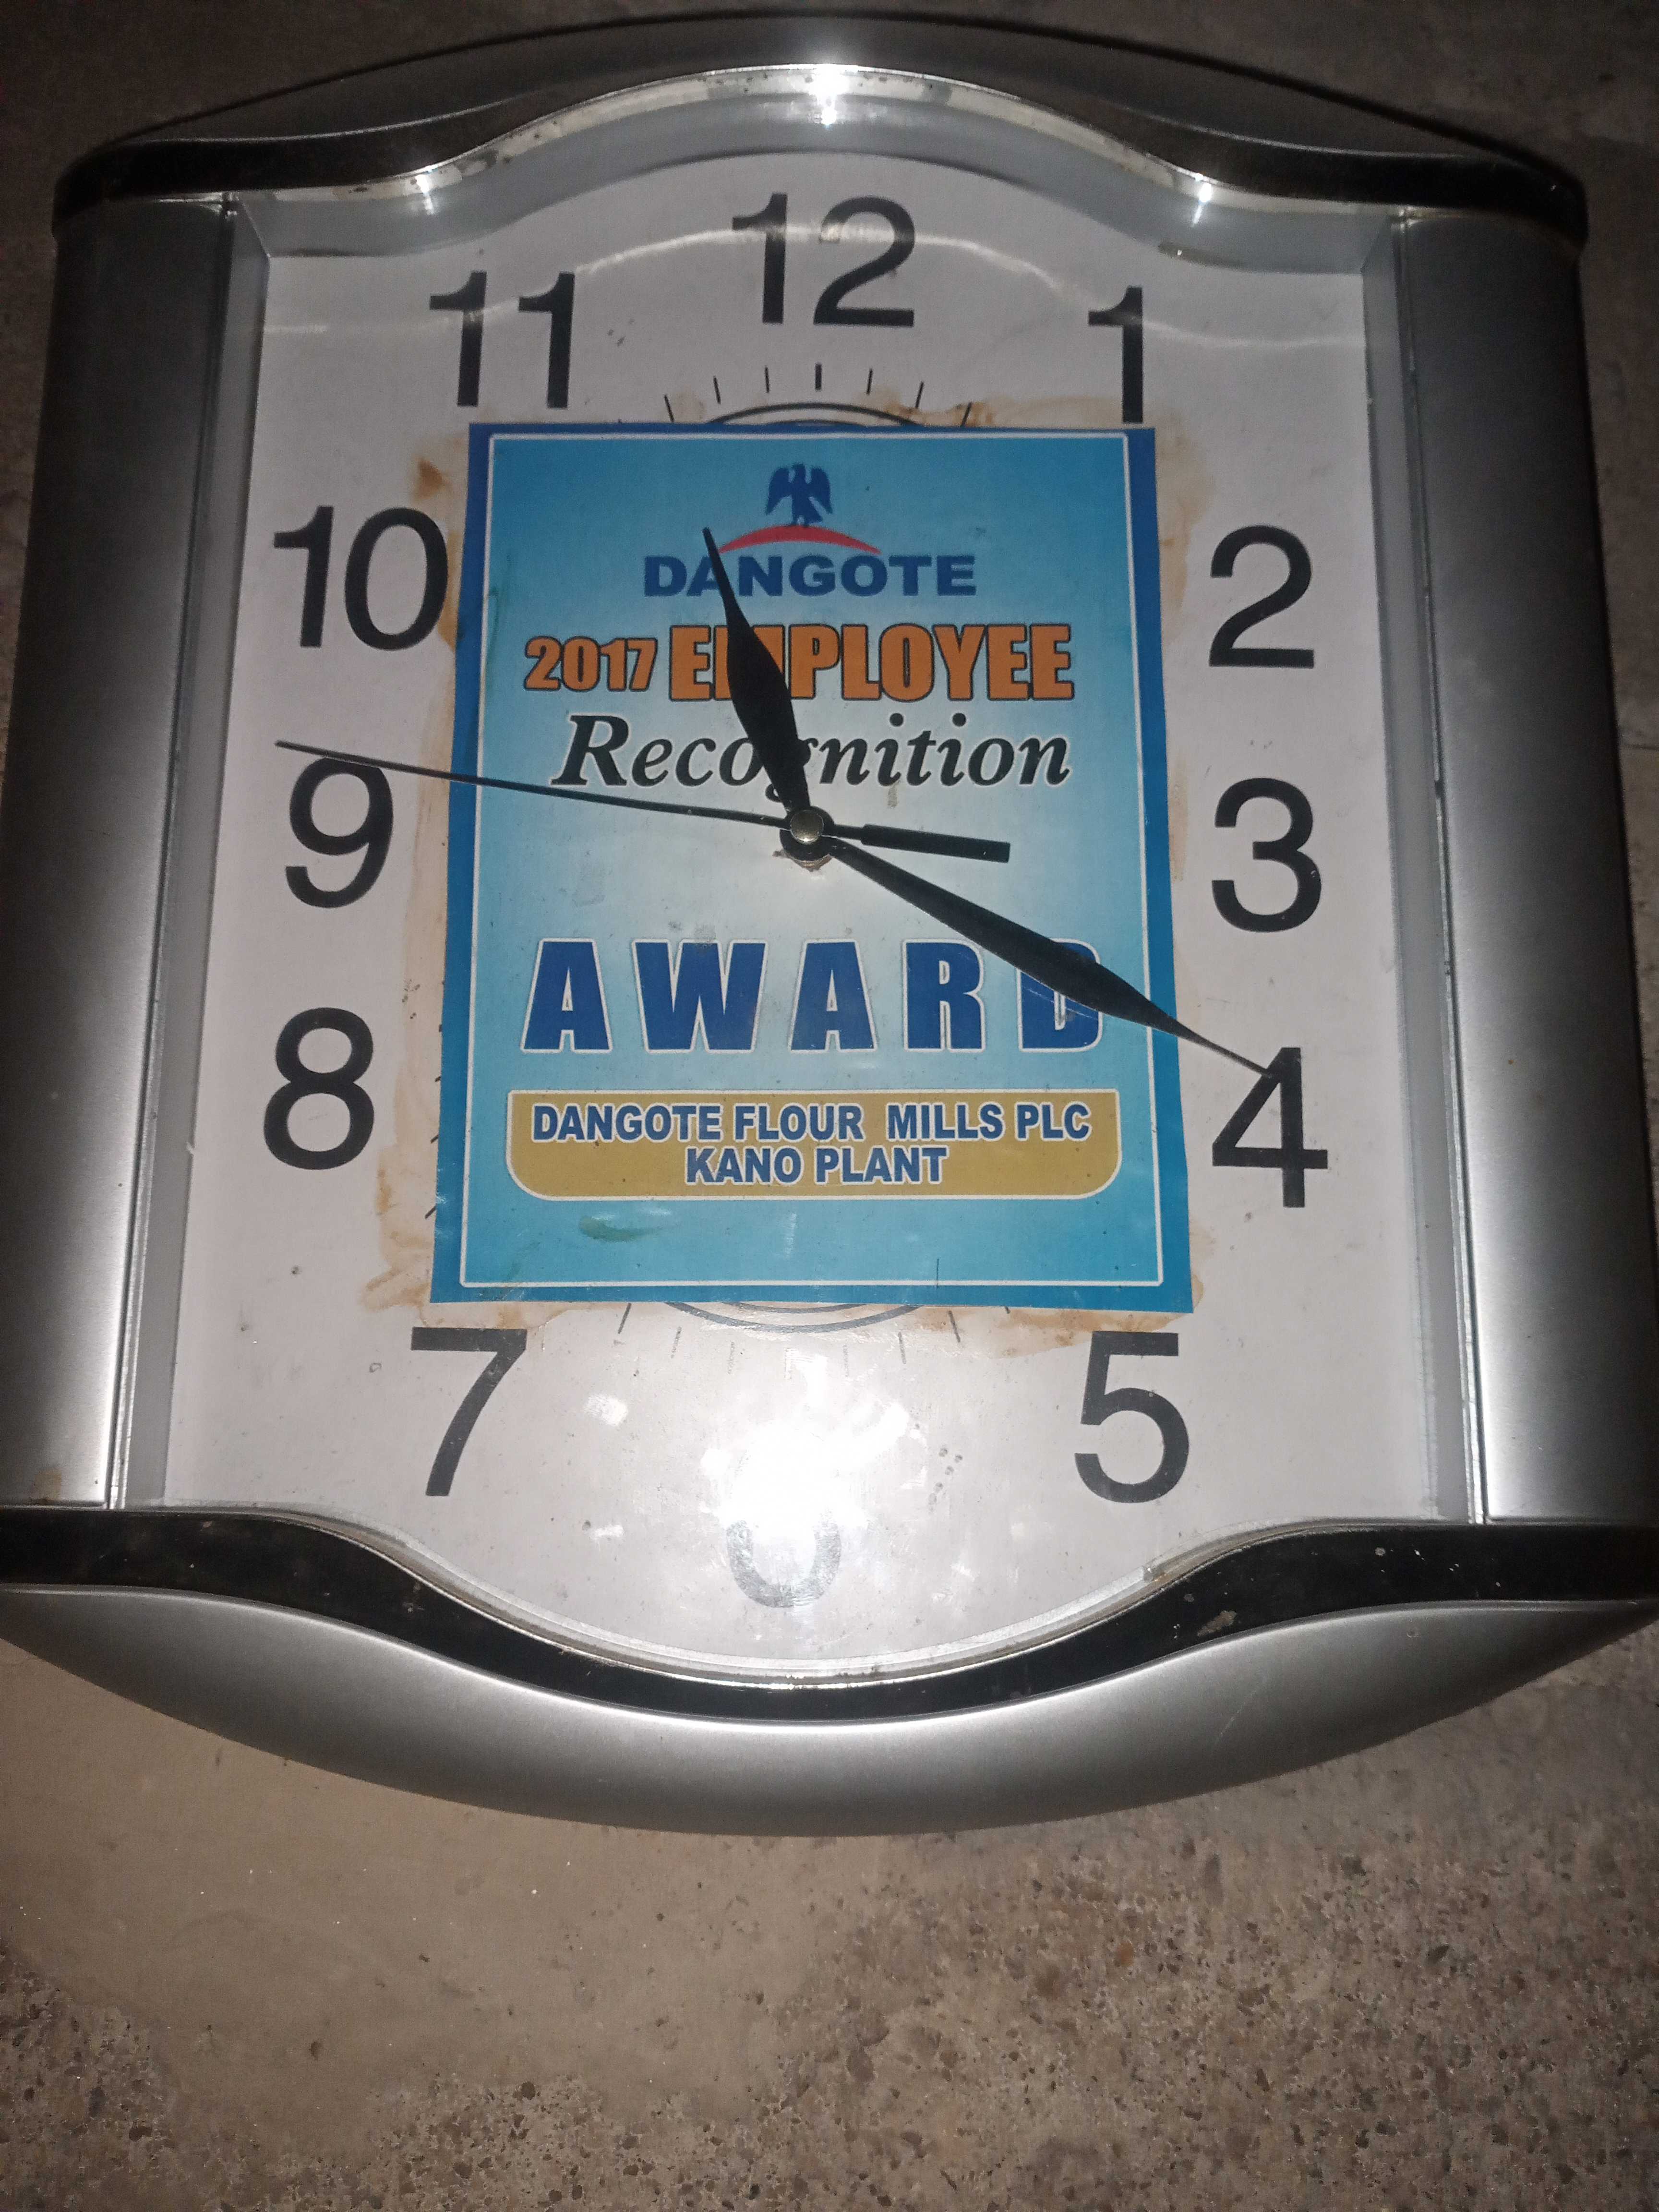 12
11
1
10
2
DANGOTE
2017 EMPLOYEE
Recognition
9
3
AWARD
8
4
DANGOTE FLOUR MILLS PLC
KANO PLANT
7
5
6